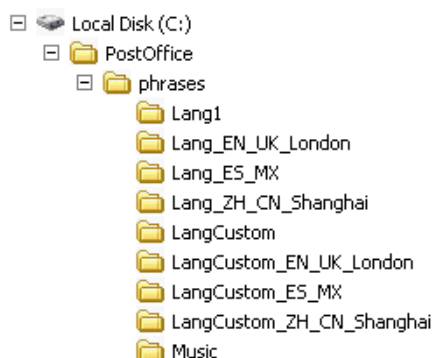 Local Disk (C:)
PostOffice
phrases
Lang1
Lang_EN_UK_London
Lang_ES_MX
Lang_ZH_CN_Shanghai
LangCustom
LangCustom_EN_UK_London
LangCustom_ES_MX
LangCustom_ZH_CN_Shanghai
Music